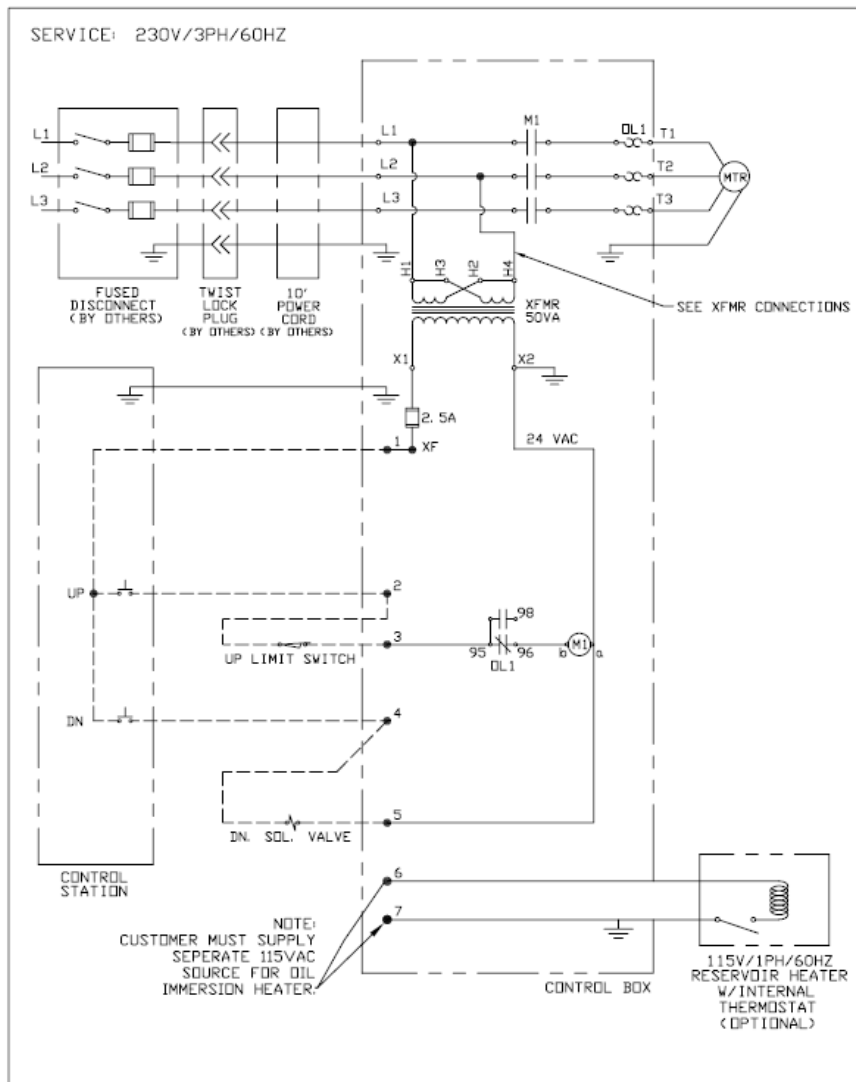 SERVICE: 230V/3PH/60HZ
L1
L2
L3
L1
L2
L3
M1
OL1
T1
T2
T3
MTR
FUSED
DISCONNECT
(BY OTHERS)
TWIST
LOCK
PLUG
(BY OTHERS)
10'
POWER
CORD
(BY OTHERS)
H1
H3
H2
H4
XFMR
50VA
SEE XFMR CONNECTIONS
X1
X2
2.5A
1
XF
24 VAC
UP
2
98
3
95
96
b
M1
a
UP LIMIT SWITCH
OL1
DN
4
5
DN. SOL. VALVE
CONTROL
STATION
6
7
NOTE:
CUSTOMER MUST SUPPLY
SEPERATE 115VAC
SOURCE FOR OIL
IMMERSION HEATER.
CONTROL BOX
115V/1PH/60HZ
RESERVOIR HEATER
W/INTERNAL
THERMOSTAT
(OPTIONAL)